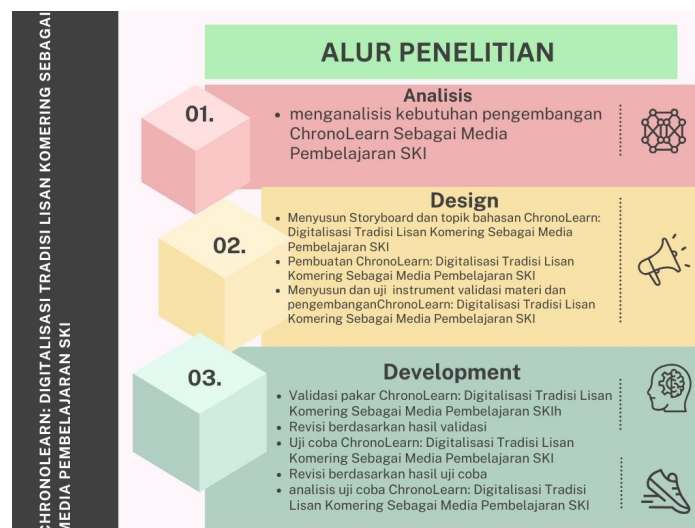 CHRONOLEARN: DIGITALISASI TRADISI LISAN KOMERING SEBAGAI
MEDIA PEMBELAJARAN SKI
ALUR PENELITIAN
01.
Analisis
• menganalisis kebutuhan pengembangan
ChronoLearn Sebagai Media
Pembelajaran SKI
02.
Design
• Menyusun Storyboard dan topik bahasan ChronoLearn:
Digitalisasi Tradisi Lisan Komering Sebagai Media
Pembelajaran SKI
• Pembuatan ChronoLearn: Digitalisasi Tradisi Lisan
Komering Sebagai Media Pembelajaran SKI
• Menyusun dan uji instrument validasi materi dan
pengembanganChronoLearn: Digitalisasi Tradisi Lisan
Komering Sebagai Media Pembelajaran SKI
03.
Development
• Validasi pakar ChronoLearn: Digitalisasi Tradisi Lisan
Komering Sebagai Media Pembelajaran SKIh
• Revisi berdasarkan hasil validasi
• Uji coba ChronoLearn: Digitalisasi Tradisi Lisan
Komering Sebagai Media Pembelajaran SKI
• Revisi berdasarkan hasil uji coba
• analisis uji coba ChronoLearn: Digitalisasi Tradisi
Lisan Komering Sebagai Media Pembelajaran SKI